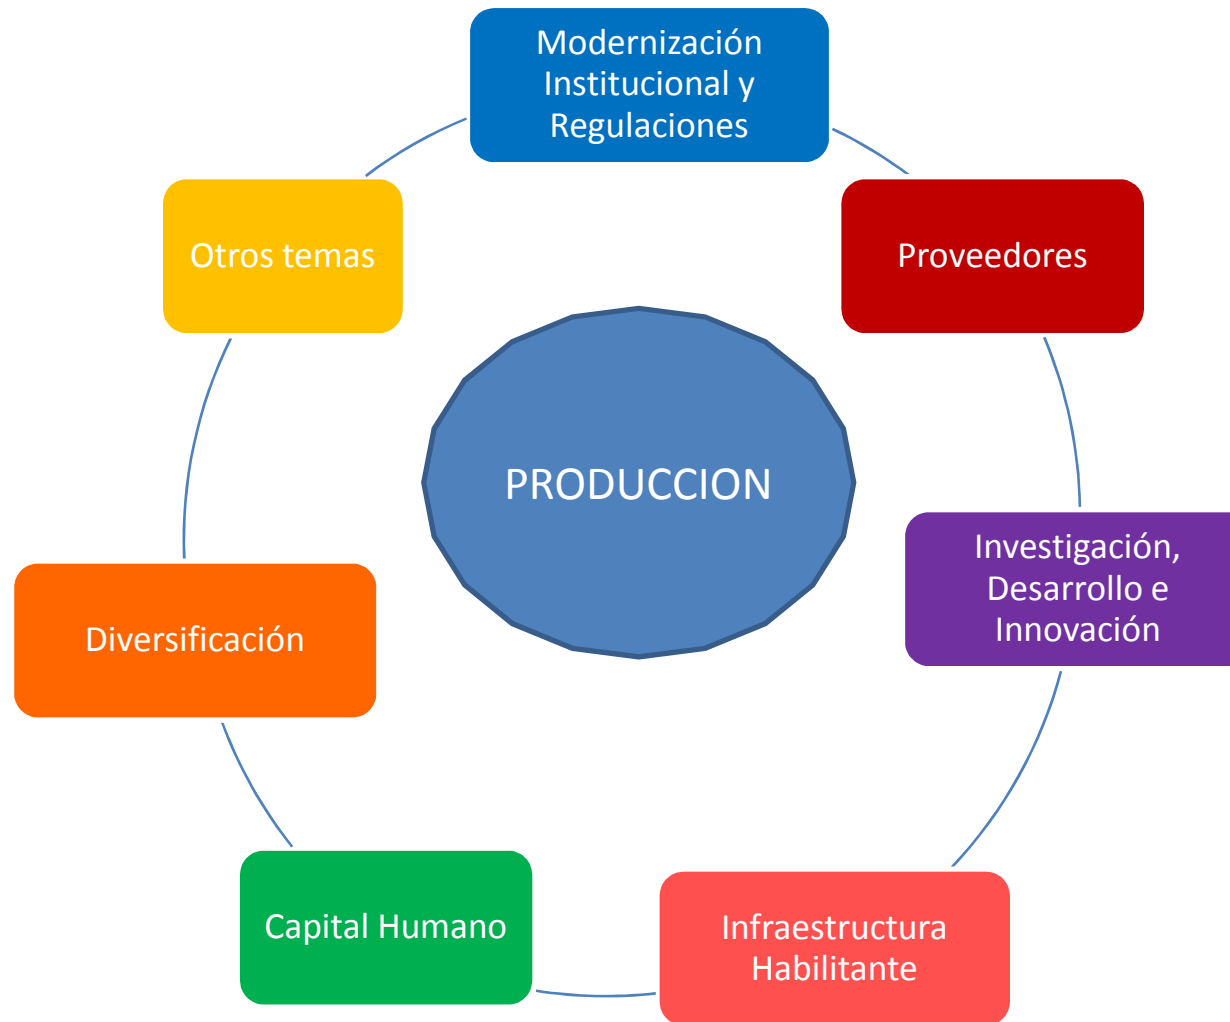 Modernización
Institucional y
Regulaciones
Otros temas
Proveedores
PRODUCCION
Investigación,
Desarrollo e
Innovación
Diversificación
Capital Humano
Infraestructura
Habilitante